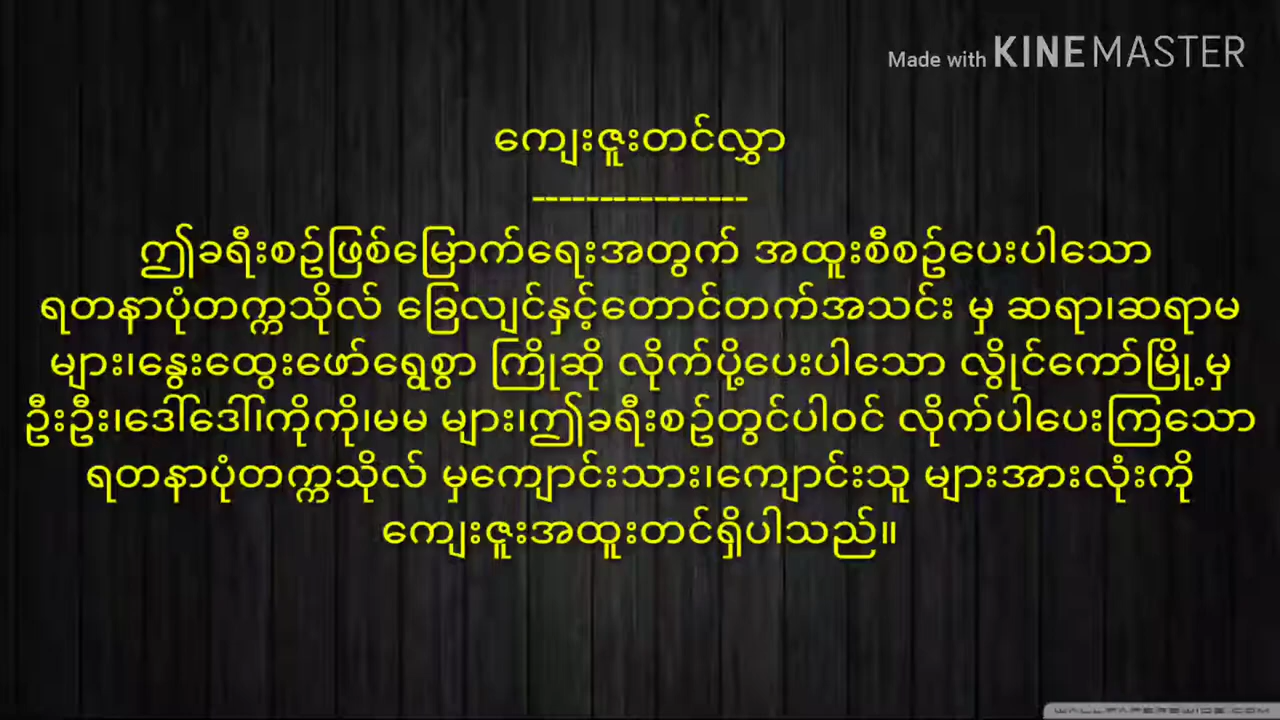 Made with KINEMASTER
ကျေးဇူးတင်လွှာ
----------------
ဤခရီးစဥ်ဖြစ်မြောက်ရေးအတွက် အထူးစီစဥ်ပေးပါသော
ရတနာပုံတက္ကသိုလ် ခြေလျင်နှင့်တောင်တက်အသင်း မှ ဆရာ၊ဆရာမ
များ၊နွေးထွေးဖော်ရွေစွာ ကြိုဆို လိုက်ပို့ပေးပါသော လွိုင်ကော်မြို့မှ
ဦးဦး၊ဒေါ်ဒေါ်၊ကိုကို၊မမ များ၊ဤခရီးစဥ်တွင်ပါဝင် လိုက်ပါပေးကြသော
ရတနာပုံတက္ကသိုလ် မှကျောင်းသား၊ကျောင်းသူ များအားလုံးကို
ကျေးဇူးအထူးတင်ရှိပါသည်။
WALLPAPERSWIDE.COM